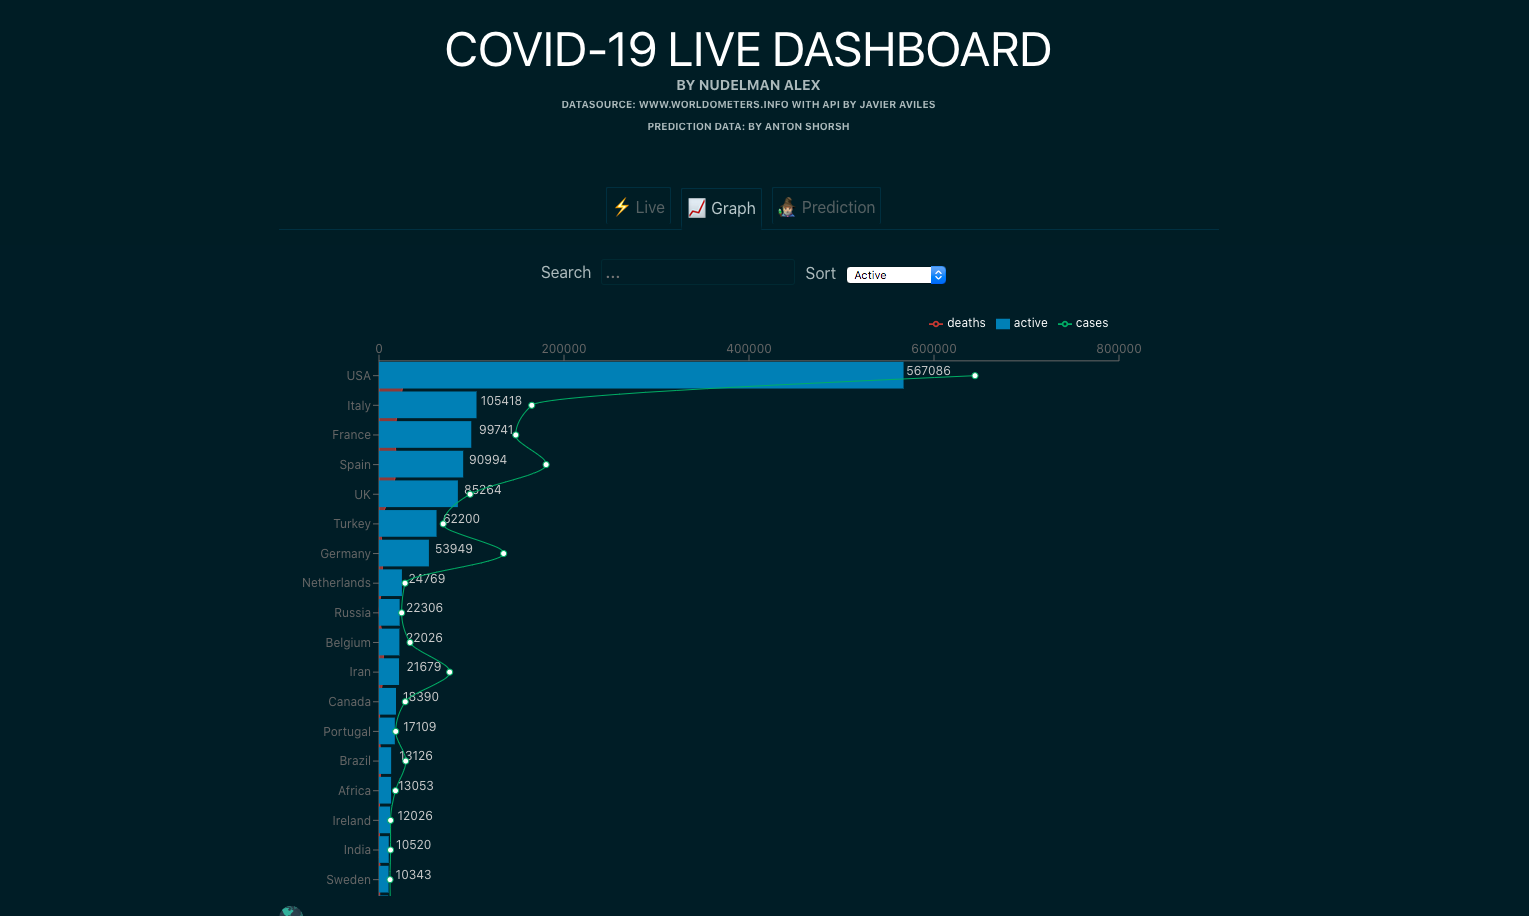 COVID-19 LIVE DASHBOARD
BY NUDELMAN ALEX
DATASOURCE: WWW.WORLDOMETERS.INFO WITH API BY JAVIER AVILES
PREDICTION DATA: BY ANTON SHORSH
Live Graph Prediction
Search ... Sort Active
deaths active cases
0 200000 400000 600000 800000
USA 567086
Italy 105418
France 99741
Spain 90994
UK 85264
Turkey 62200
Germany 53949
Netherlands 24769
Russia 22306
Belgium 22026
Iran 21679
Canada 18390
Portugal 17109
Brazil 13126
Africa 13053
Ireland 12026
India 10520
Sweden 10343